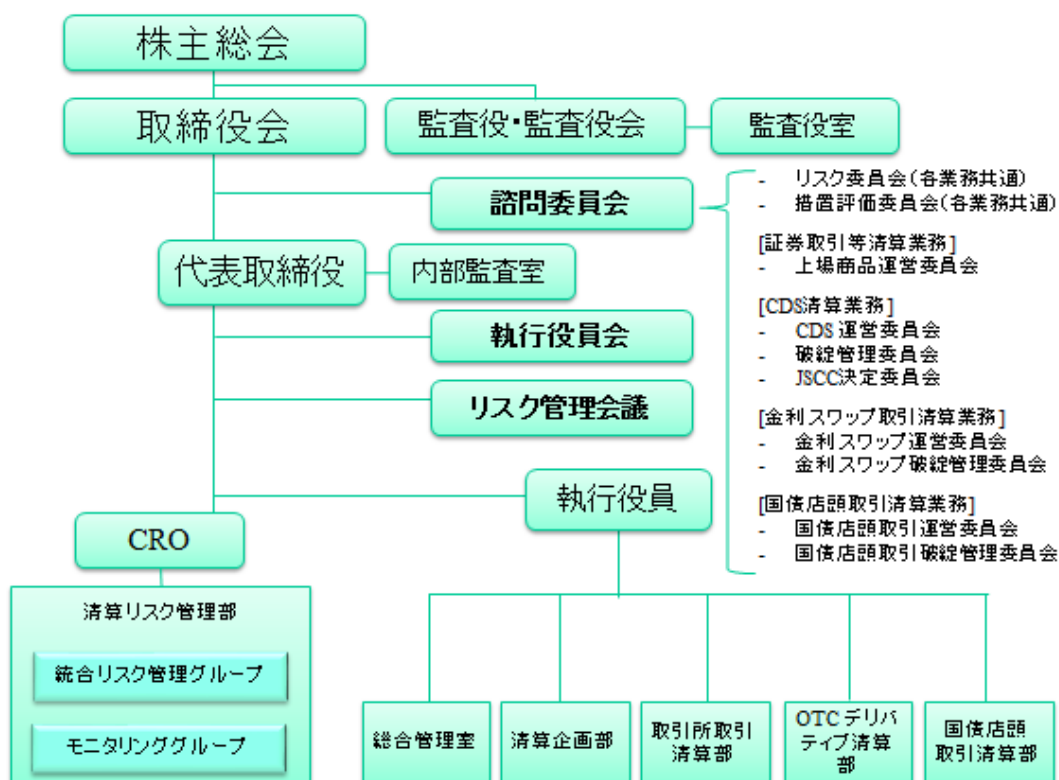 株主総会
取締役会
監査役・監査役会
監査役室
諮問委員会
- リスク委員会(各業務共通)
- 措置評価委員会(各業務共通)
[証券取引等清算業務]
- 上場商品運営委員会
[CDS清算業務]
- CDS 運営委員会
- 破綻管理委員会
- JSCC決定委員会
[金利スワップ取引清算業務]
- 金利スワップ運営委員会
- 金利スワップ破綻管理委員会
[国債店頭取引清算業務]
- 国債店頭取引運営委員会
- 国債店頭取引破綻管理委員会
代表取締役
内部監査室
執行役員会
リスク管理会議
執行役員
CRO
清算リスク管理部
統合リスク管理グループ
モニタリンググループ
総合管理室
清算企画部
取引所取引
清算部
OTC デリバ
ティブ清算
部
国債店頭
取引清算部